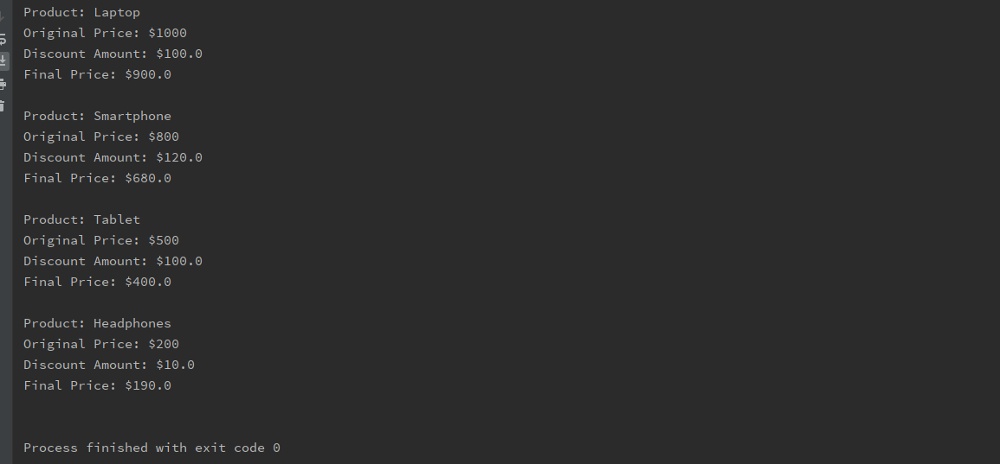 Product: Laptop
Original Price: $1000
Discount Amount: $100.0
Final Price: $900.0
Product: Smartphone
Original Price: $800
Discount Amount: $120.0
Final Price: $680.0
Product: Tablet
Original Price: $500
Discount Amount: $100.0
Final Price: $400.0
Product: Headphones
Original Price: $200
Discount Amount: $10.0
Final Price: $190.0
Process finished with exit code 0